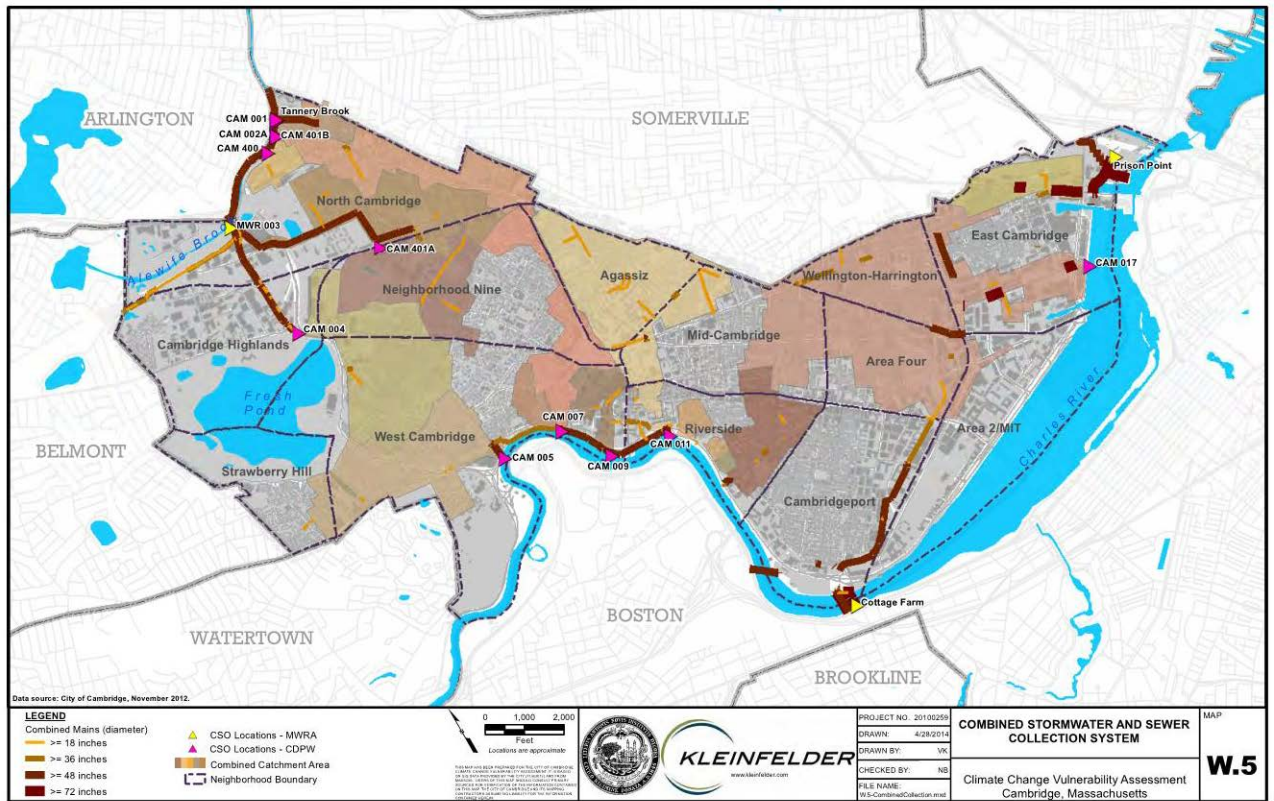 ARLINGTON
SOMERVILLE
CAM 001
Tannery Brook
CAM 002A
CAM 401B
CAM 400
North Cambridge
MWR 003
CAM 401A
Alewife Brook
Prison Point
East Cambridge
CAM 017
Agassiz
Wellington-Harrington
Neighborhood Nine
Mid-Cambridge
CAM 004
Cambridge Highlands
Area Four
Fresh
Pond
BELMONT
West Cambridge
CAM 007
Riverside
CAM 011
CAM 009
CAM 005
Area 2/MIT
Charles River
Strawberry Hill
Cambridgeport
Cottage Farm
BOSTON
WATERTOWN
BROOKLINE
Data source: City of Cambridge, November 2012.
LEGEND
Combined Mains (diameter)
>= 18 inches
>= 36 inches
>= 48 inches
>= 72 inches
CSO Locations - MWRA
CSO Locations - CDPW
Combined Catchment Area
Neighborhood Boundary
0 1,000 2,000
Feet
Locations are approximate
KLEINFELDER
www.kleinfelder.com
PROJECT NO. 20100259
DRAWN: 4/28/2014
DRAWN BY: VK
CHECKED BY: NB
FILE NAME:
W.5-CombinedCollection.mxd
COMBINED STORMWATER AND SEWER
COLLECTION SYSTEM
Climate Change Vulnerability Assessment
Cambridge, Massachusetts
MAP
W.5